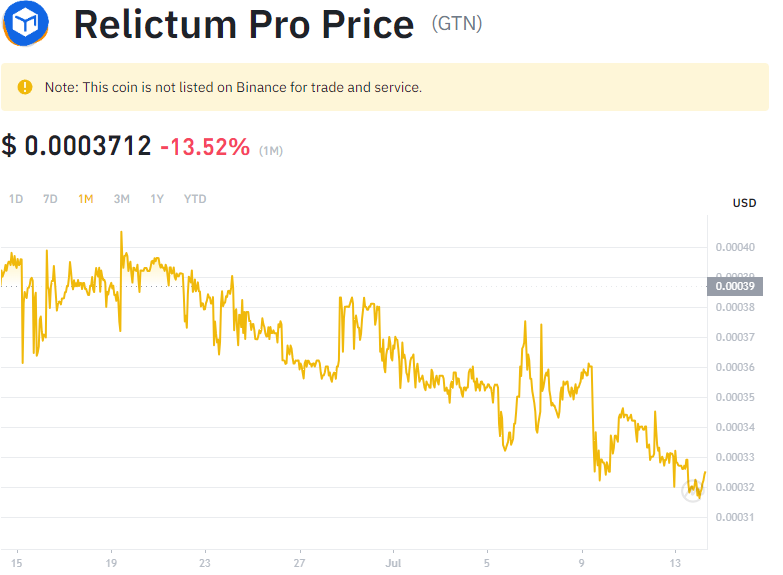 Relictum Pro Price (GTN)
Note: This coin is not listed on Binance for trade and service.
$ 0.0003712 -13.52% (1M)
1D 7D 1M 3M 1Y YTD
USD
0.00040
0.00039
0.00039
0.00038
0.00037
0.00036
0.00035
0.00034
0.00033
0.00032
0.00031
15 19 23 27 Jul 5 9 13